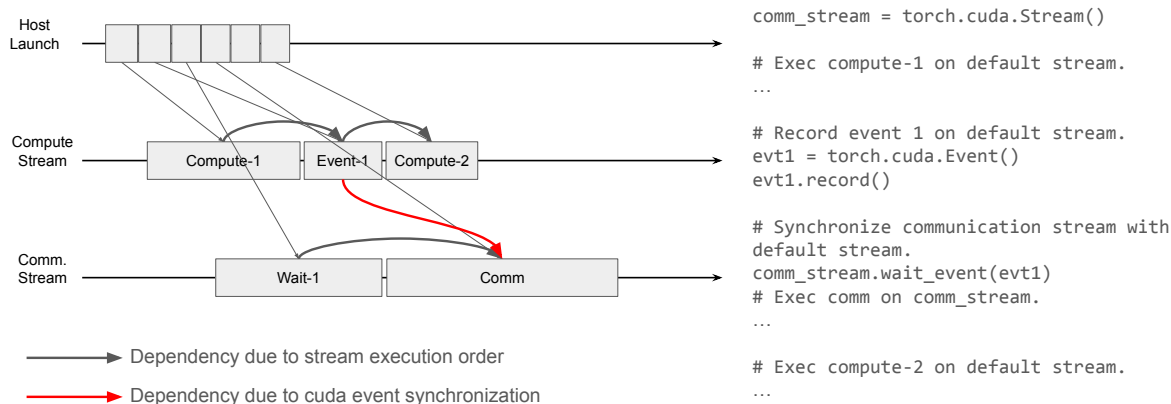 Host
Launch
Compute
Stream
Compute-1
Event-1
Compute-2
Comm.
Stream
Wait-1
Comm
Dependency due to stream execution order
Dependency due to cuda event synchronization
comm_stream = torch.cuda.Stream()
# Exec compute-1 on default stream.
...
# Record event 1 on default stream.
evt1 = torch.cuda.Event()
evt1.record()
# Synchronize communication stream with
default stream.
comm_stream.wait_event(evt1)
# Exec comm on comm_stream.
...
# Exec compute-2 on default stream.
...